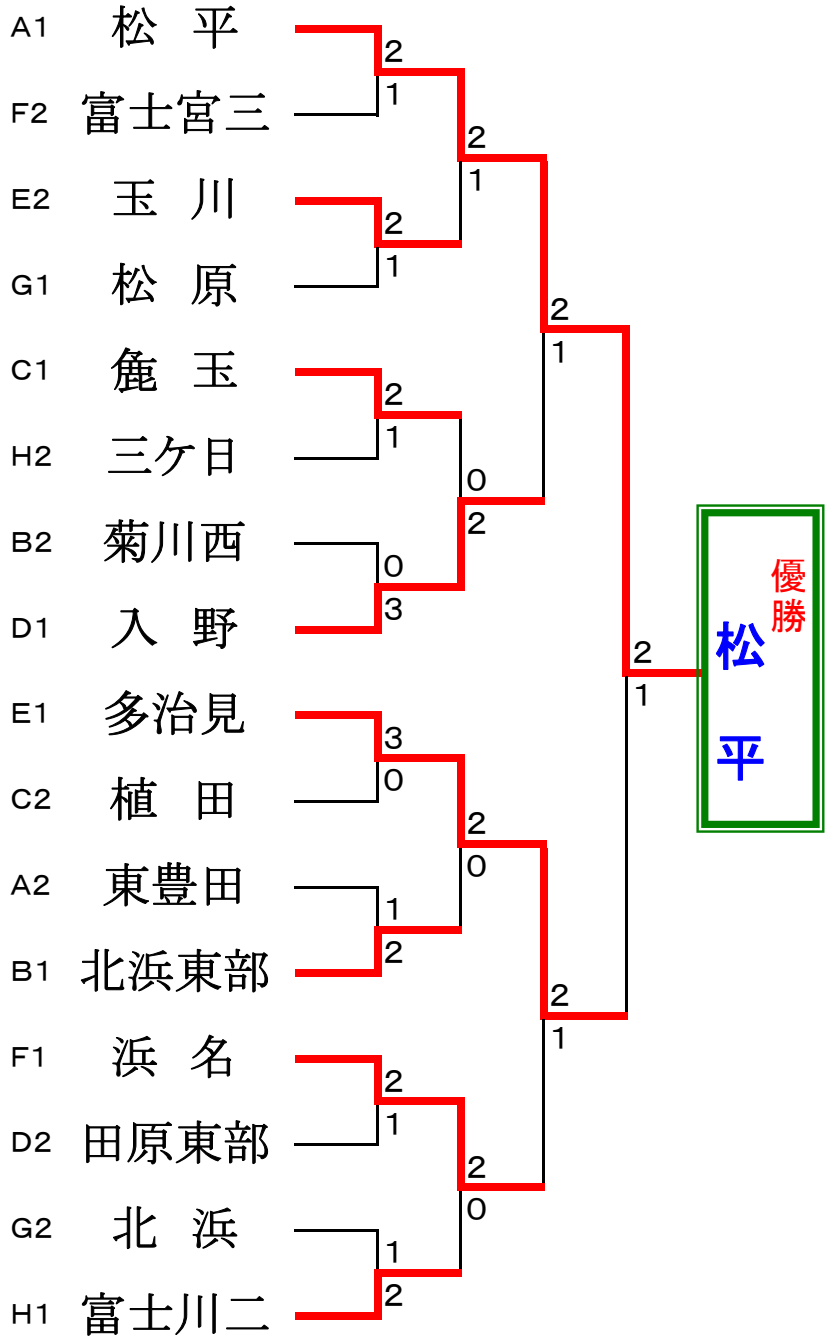 A1 松 平
2
1
F2 富士宮三
2
1
E2 玉 川
2
1
G1 松 原
2
1
C1 麁 玉
2
1
H2 三ケ日
0
2
B2 菊川西
0
3
D1 入 野
優勝
松 平
2
1
E1 多治見
3
0
C2 植 田
2
0
A2 東豊田
1
2
B1 北浜東部
2
1
F1 浜 名
2
1
D2 田原東部
2
0
G2 北 浜
1
2
H1 富士川二